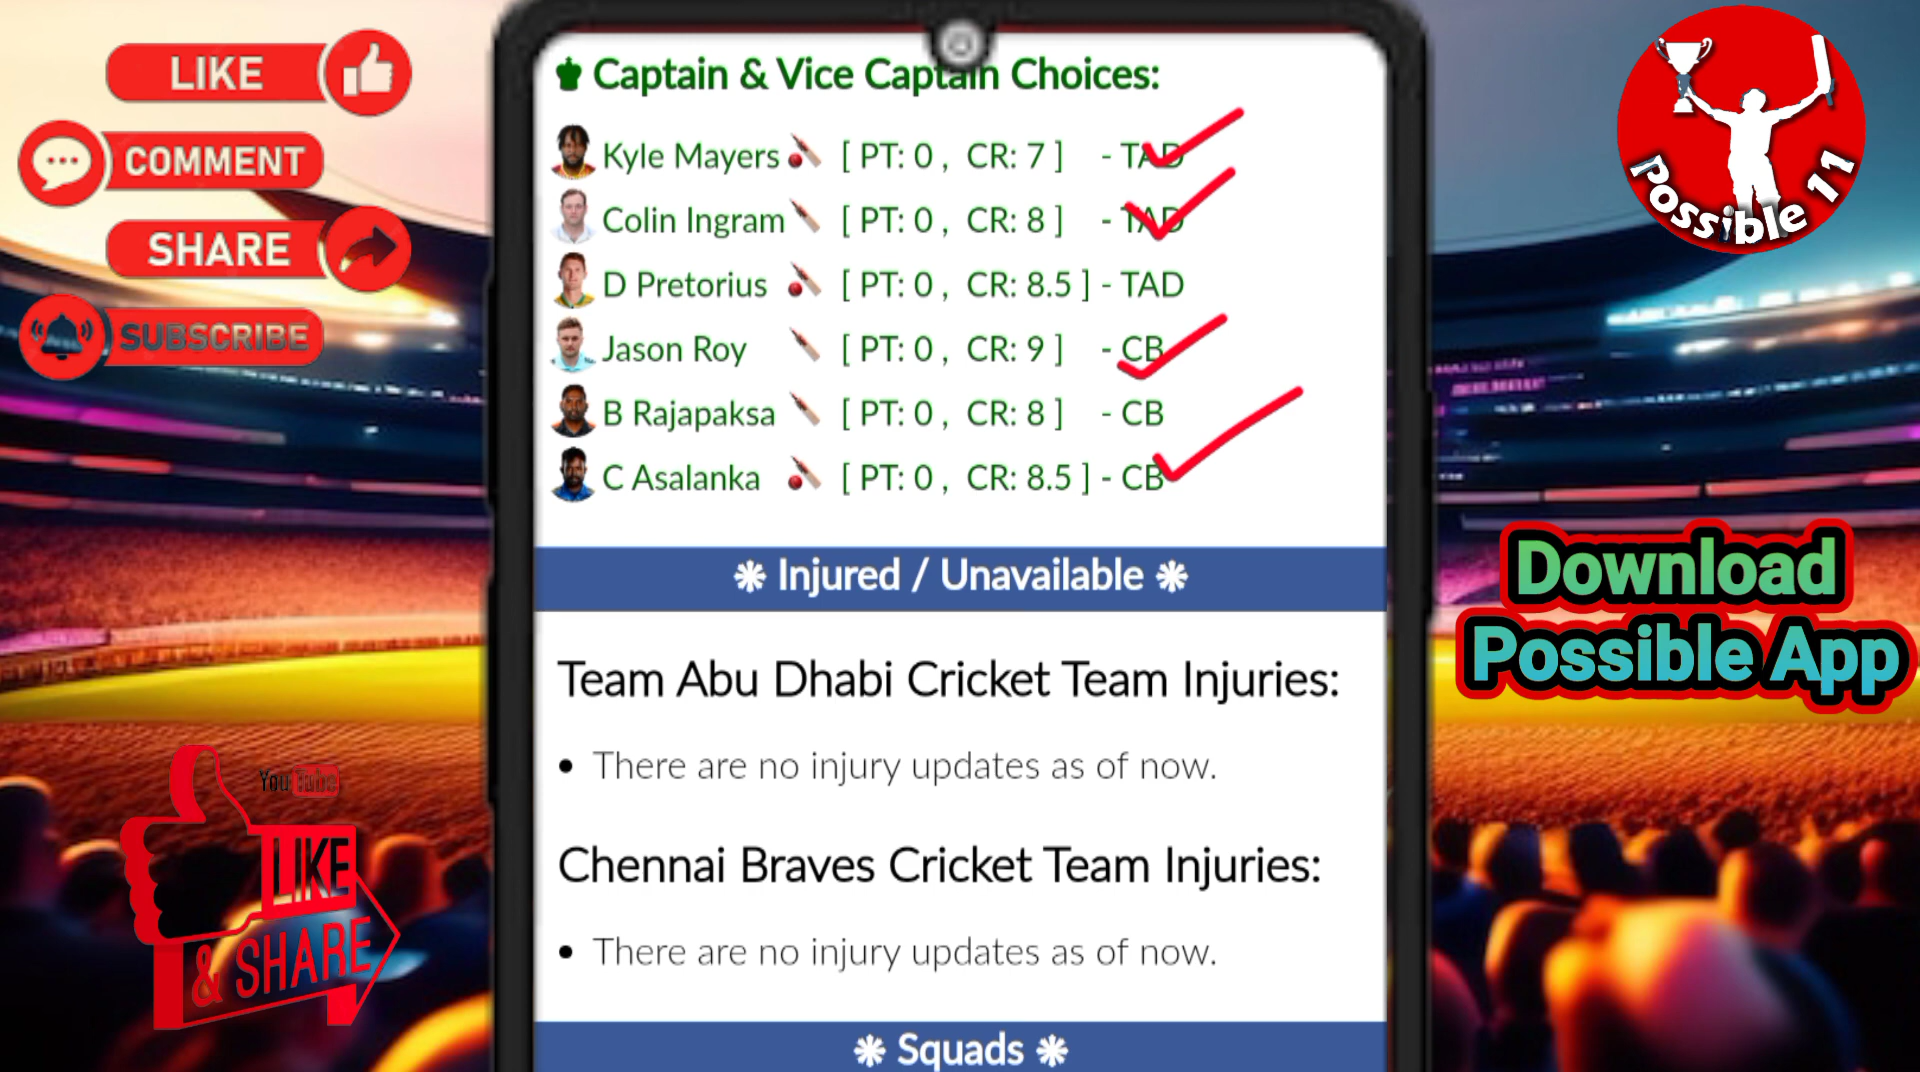 LIKE
COMMENT
SHARE
SUBSCRIBE
YouTube
LIKE
& SHARE
Captain & Vice Captain Choices:
Kyle Mayers [ PT: 0 , CR: 7 ] - TAD
Colin Ingram [ PT: 0 , CR: 8 ] - TAD
D Pretorius [ PT: 0 , CR: 8.5 ] - TAD
Jason Roy [ PT: 0 , CR: 9 ] - CB
B Rajapaksa [ PT: 0 , CR: 8 ] - CB
C Asalanka [ PT: 0 , CR: 8.5 ] - CB
Injured / Unavailable
Team Abu Dhabi Cricket Team Injuries:
• There are no injury updates as of now.
Chennai Braves Cricket Team Injuries:
• There are no injury updates as of now.
Squads
Possible 11
Download
Possible App